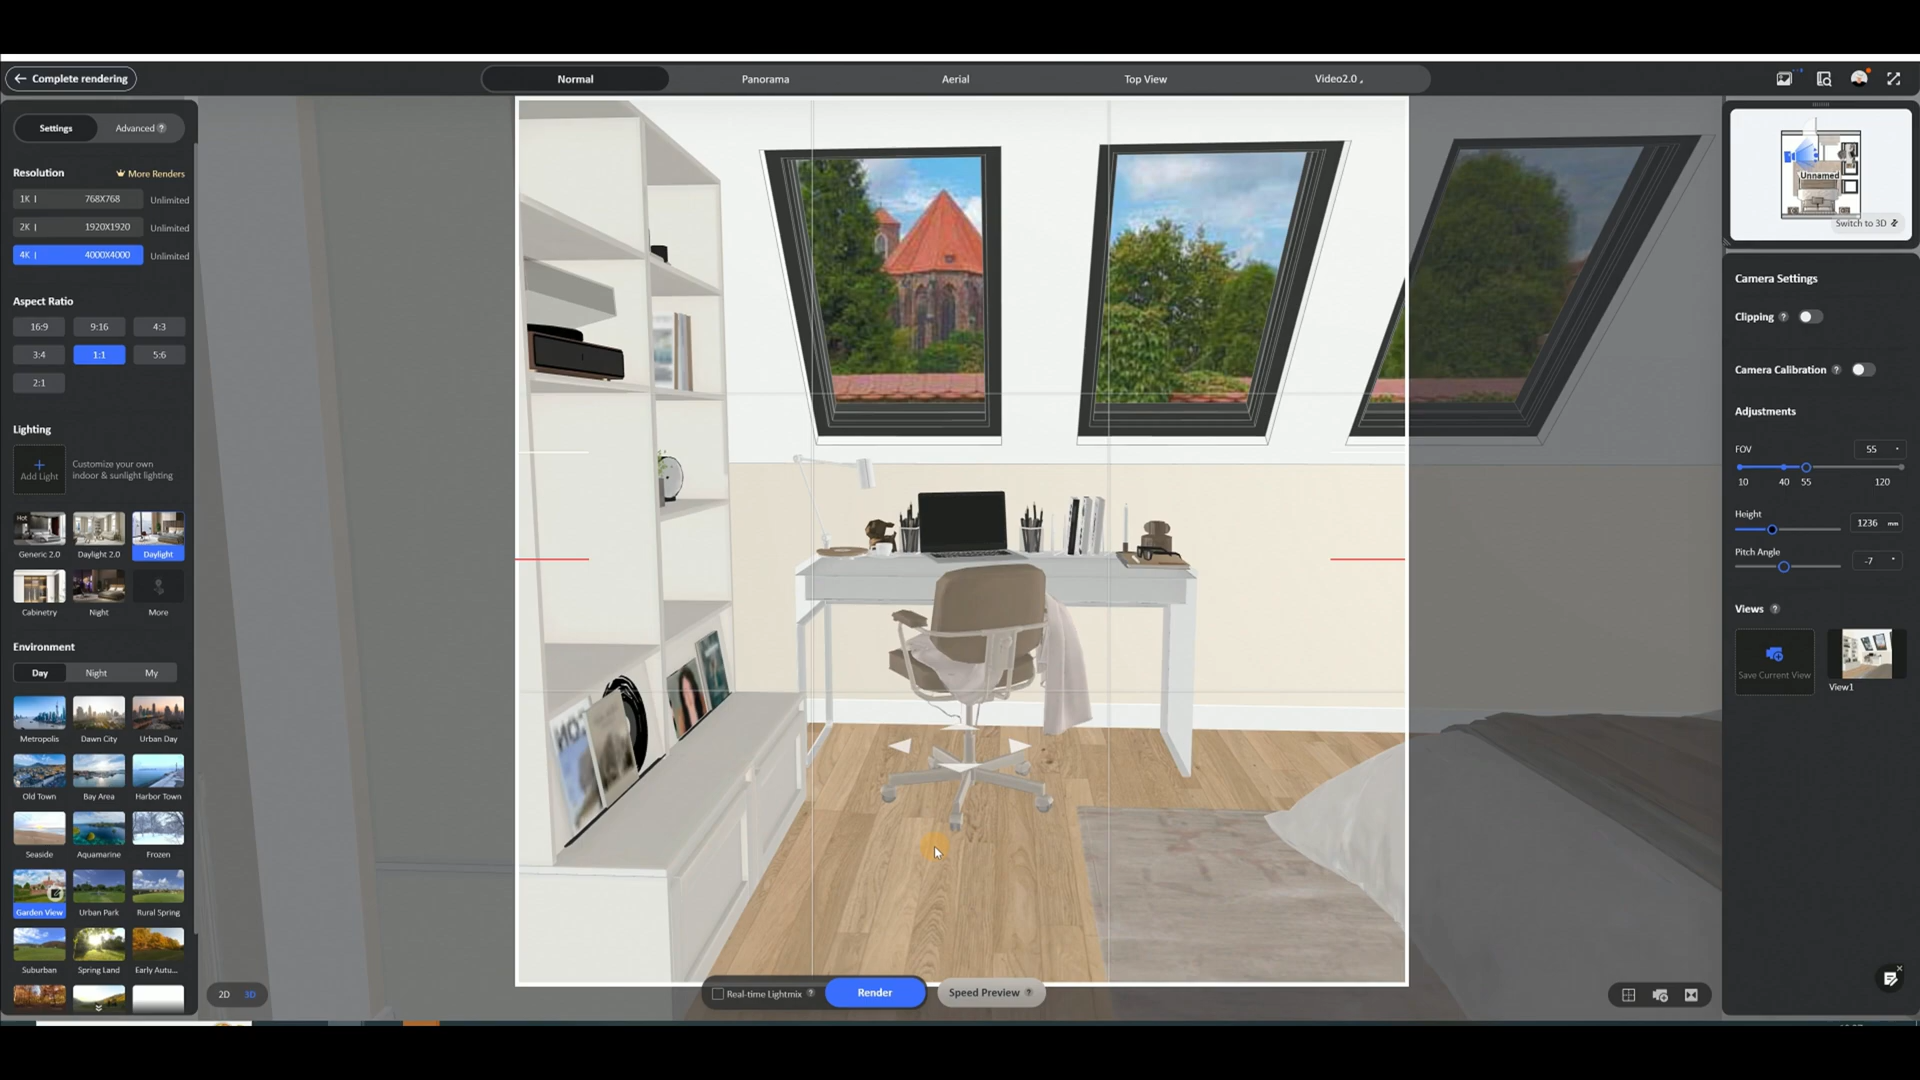 Complete rendering
Normal
Panorama
Aerial
Top View
Video2.0
Settings
Advanced ?
Resolution
More Renders
1K | 768X768 Unlimited
2K | 1920X1920 Unlimited
4K | 4000X4000 Unlimited
Aspect Ratio
16:9 9:16 4:3
3:4 1:1 5:6
2:1
Lighting
+
Add Light
Customize your own
indoor & sunlight lighting
Hot
Generic 2.0 Daylight 2.0 Daylight
Cabinetry Night More
Environment
Day Night My
Metropolis Dawn City Urban Day
Old Town Bay Area Harbor Town
Seaside Aquamarine Frozen
Garden View Urban Park Rural Spring
Suburban Spring Land Early Autu...
2D 3D
Real-time Lightmix ?
Render
Speed Preview ?
Unnamed
Switch to 3D
Camera Settings
Clipping ?
Camera Calibration ?
Adjustments
FOV 55
10 40 55 120
Height
1236 mm
Pitch Angle
-7
Views ?
Save Current View
View1